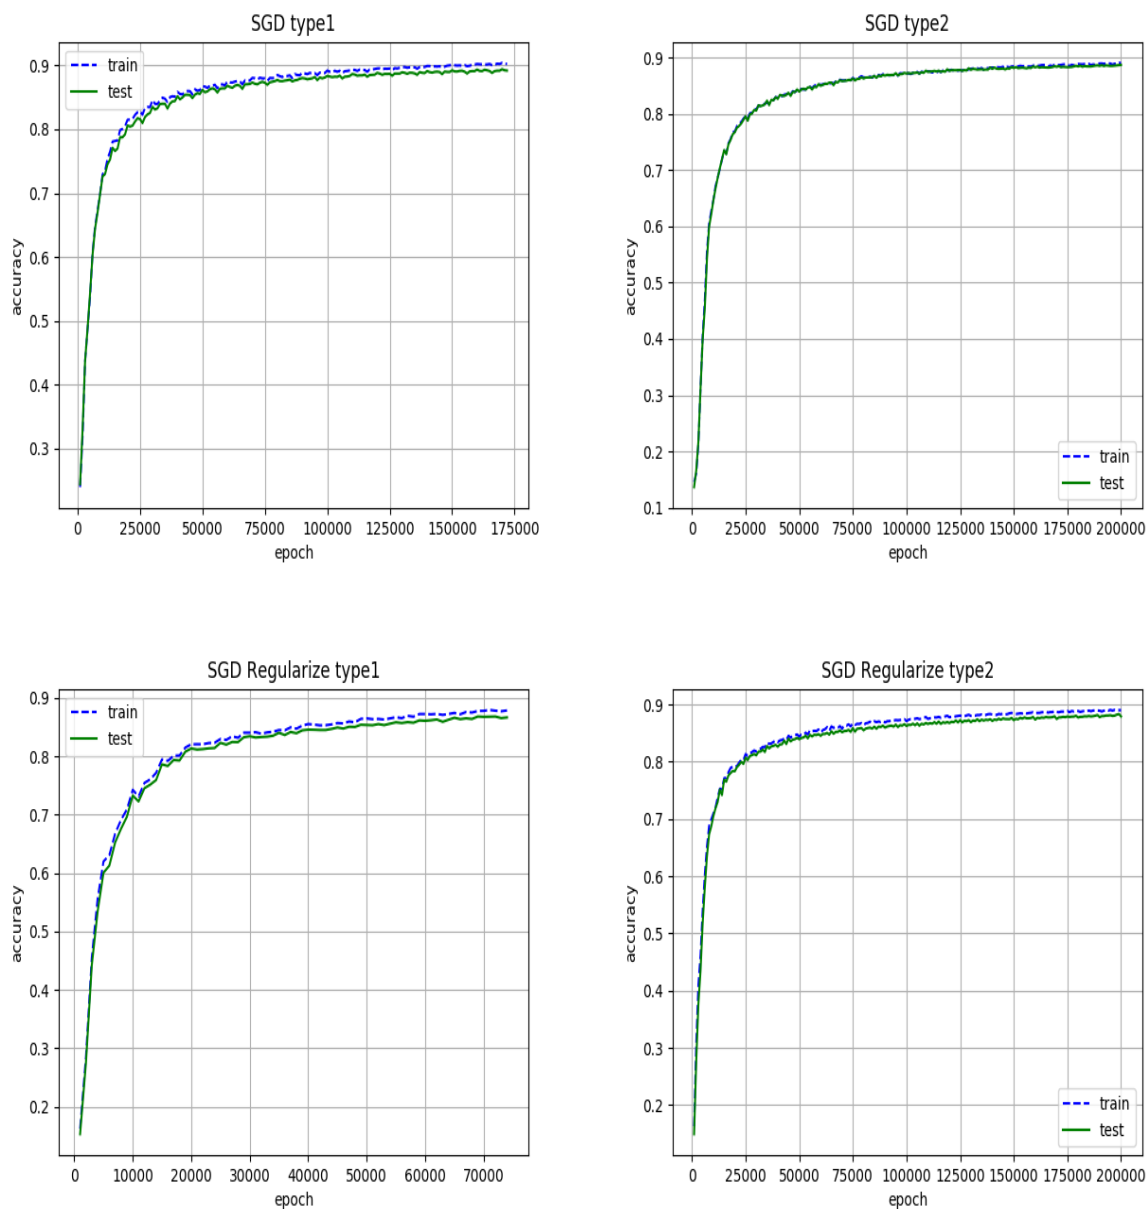 SGD type1
0.9
0.8
0.7
0.6
0.5
0.4
0.3
accuracy
train
test
0 25000 50000 75000 100000 125000 150000 175000
epoch
SGD type2
0.9
0.8
0.7
0.6
0.5
0.4
0.3
0.2
0.1
accuracy
train
test
0 25000 50000 75000 100000 125000 150000 175000 200000
epoch
SGD Regularize type1
0.9
0.8
0.7
0.6
0.5
0.4
0.3
0.2
accuracy
train
test
0 10000 20000 30000 40000 50000 60000 70000
epoch
SGD Regularize type2
0.9
0.8
0.7
0.6
0.5
0.4
0.3
0.2
accuracy
train
test
0 25000 50000 75000 100000 125000 150000 175000 200000
epoch